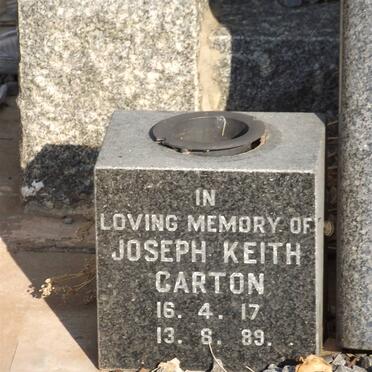 IN
LOVING MEMORY OF
JOSEPH KEITH
CARTON
16. 4. 17
13. 8. 89.